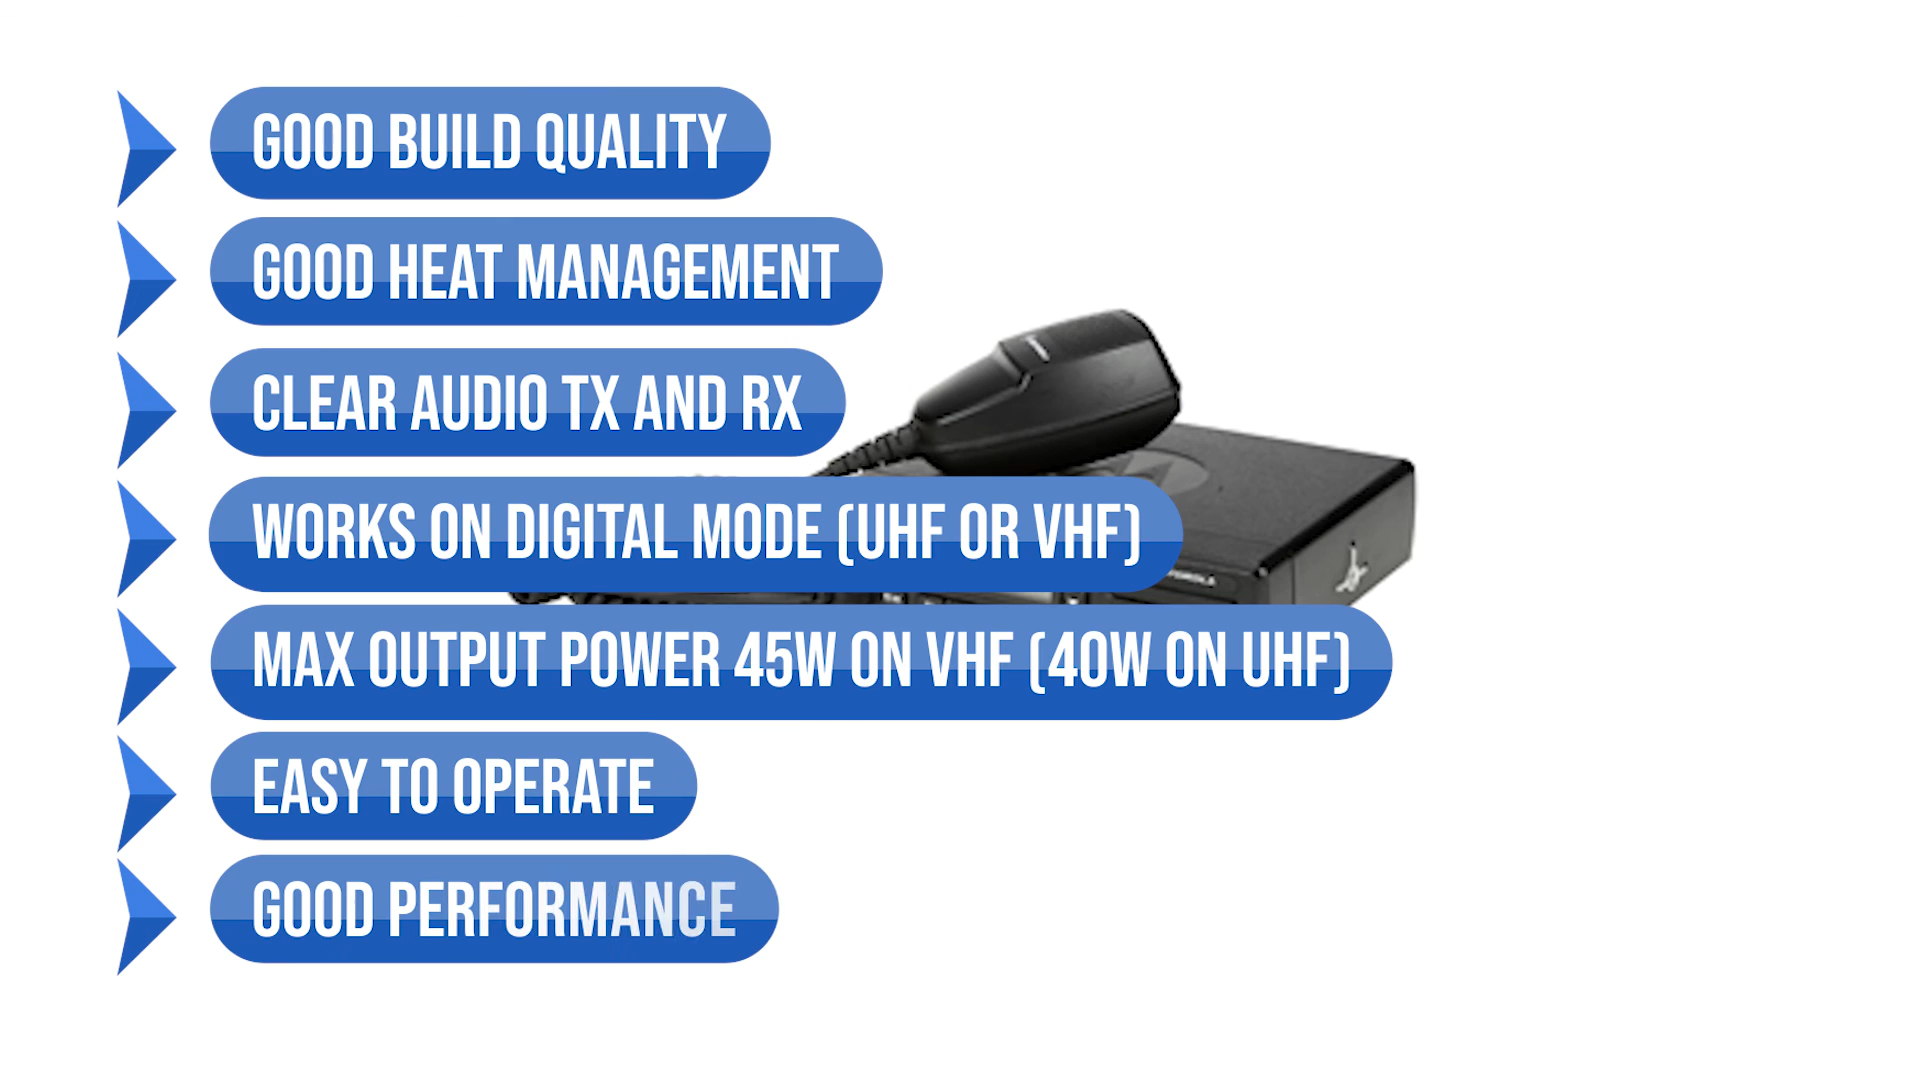 GOOD BUILD QUALITY
GOOD HEAT MANAGEMENT
CLEAR AUDIO TX AND RX
WORKS ON DIGITAL MODE (UHF OR VHF)
MAX OUTPUT POWER 45W ON VHF (40W ON UHF)
EASY TO OPERATE
GOOD PERFORMANCE